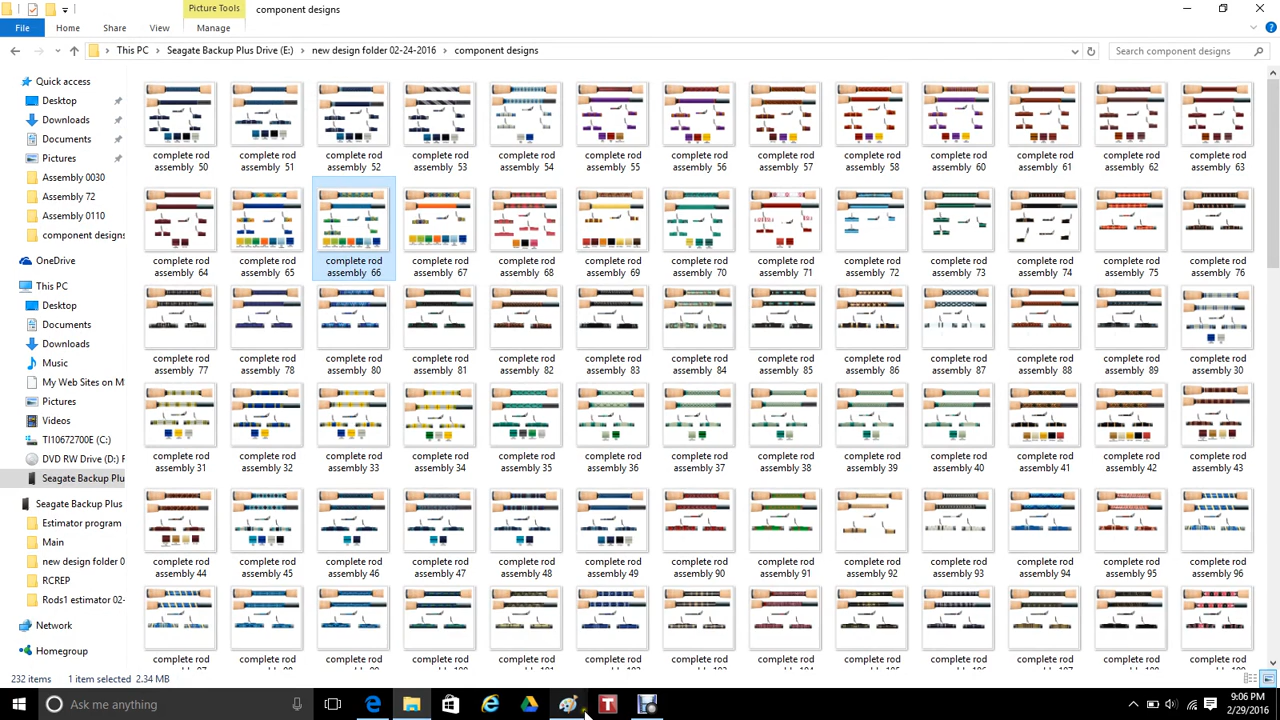 Picture Tools
component designs
File
Home
Share
View
Manage
This PC
Seagate Backup Plus Drive (E:)
new design folder 02-24-2016
component designs
Search component designs
Quick access
Desktop
Downloads
Documents
Pictures
Assembly 0030
Assembly 72
Assembly 0110
component designs
OneDrive
This PC
Desktop
Documents
Downloads
Music
My Web Sites on M
Pictures
Videos
TI10672700E (C:)
DVD RW Drive (D:) F
Seagate Backup Plu
Seagate Backup Plus
Estimator program
Main
new design folder 0
RCREP
Rods1 estimator 02-
Network
Homegroup
complete rod assembly 50
complete rod assembly 51
complete rod assembly 52
complete rod assembly 53
complete rod assembly 54
complete rod assembly 55
complete rod assembly 56
complete rod assembly 57
complete rod assembly 58
complete rod assembly 60
complete rod assembly 61
complete rod assembly 62
complete rod assembly 63
complete rod assembly 64
complete rod assembly 65
complete rod assembly 66
complete rod assembly 67
complete rod assembly 68
complete rod assembly 69
complete rod assembly 70
complete rod assembly 71
complete rod assembly 72
complete rod assembly 73
complete rod assembly 74
complete rod assembly 75
complete rod assembly 76
complete rod assembly 77
complete rod assembly 78
complete rod assembly 80
complete rod assembly 81
complete rod assembly 82
complete rod assembly 83
complete rod assembly 84
complete rod assembly 85
complete rod assembly 86
complete rod assembly 87
complete rod assembly 88
complete rod assembly 89
complete rod assembly 30
complete rod assembly 31
complete rod assembly 32
complete rod assembly 33
complete rod assembly 34
complete rod assembly 35
complete rod assembly 36
complete rod assembly 37
complete rod assembly 38
complete rod assembly 39
complete rod assembly 40
complete rod assembly 41
complete rod assembly 42
complete rod assembly 43
complete rod assembly 44
complete rod assembly 45
complete rod assembly 46
complete rod assembly 47
complete rod assembly 48
complete rod assembly 49
complete rod assembly 90
complete rod assembly 91
complete rod assembly 92
complete rod assembly 93
complete rod assembly 94
complete rod assembly 95
complete rod assembly 96
complete rod
complete rod
complete rod
complete rod
complete rod
complete rod
complete rod
complete rod
complete rod
complete rod
complete rod
complete rod
complete rod
232 items
1 item selected 2.34 MB
Ask me anything
9:06 PM
2/29/2016